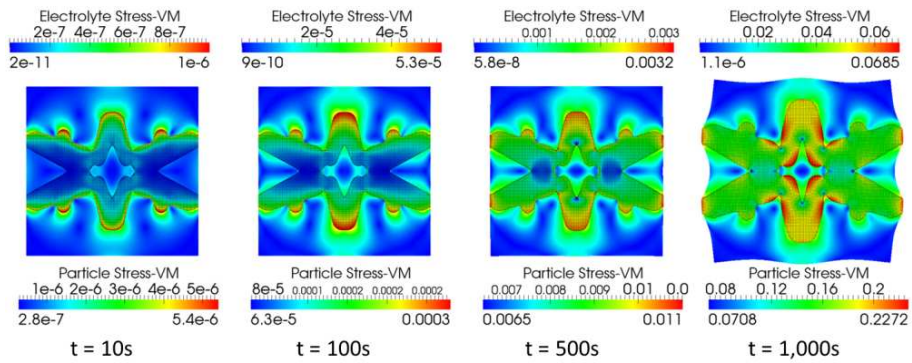 Electrolyte Stress-VM
2e-7 4e-7 6e-7 8e-7
2e-11 1e-6
Particle Stress-VM
1e-6 2e-6 3e-6 4e-6 5e-6
2.8e-7 5.4e-6
t = 10s
Electrolyte Stress-VM
2e-5 4e-5
9e-10 5.3e-5
Particle Stress-VM
8e-5 0.0001 0.0002 0.0002 0.0002
6.3e-5 0.0003
t = 100s
Electrolyte Stress-VM
0.001 0.002 0.003
5.8e-8 0.0032
Particle Stress-VM
0.007 0.008 0.009 0.01 0.0
0.0065 0.011
t = 500s
Electrolyte Stress-VM
0.02 0.04 0.06
1.1e-6 0.0685
Particle Stress-VM
0.08 0.12 0.16 0.2
0.0708 0.2272
t = 1,000s